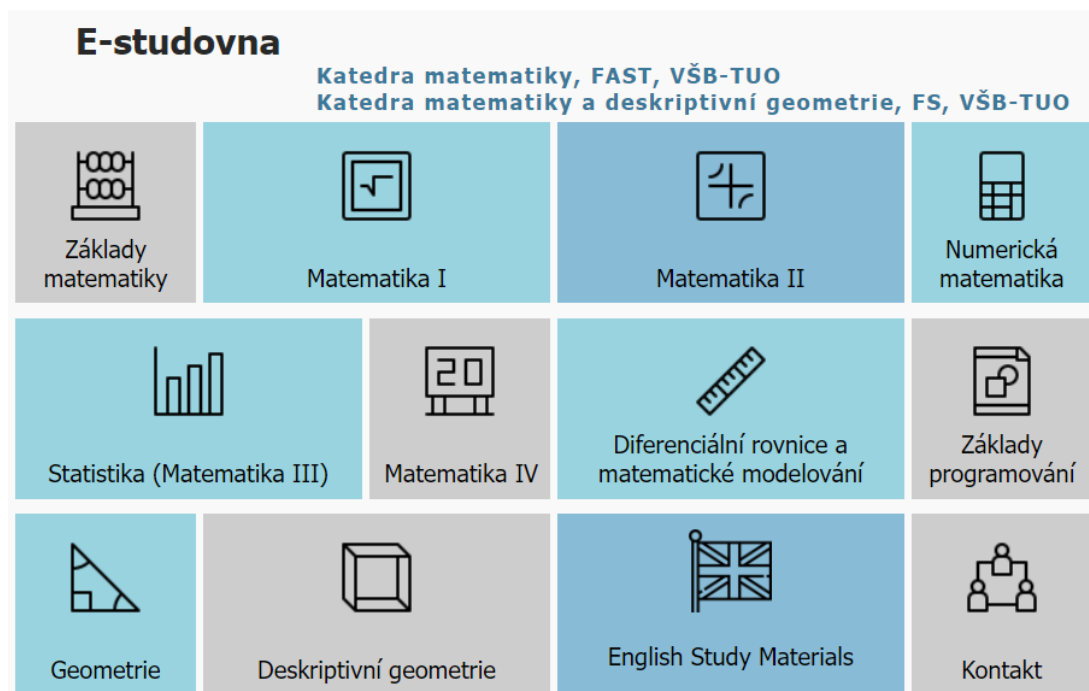 E-studovna
Katedra matematiky, FAST, VŠB-TUO
Katedra matematiky a deskriptivní geometrie, FS, VŠB-TUO
Základy
matematiky
Matematika I
Matematika II
Numerická
matematika
Statistika (Matematika III)
20
Matematika IV
Diferenciální rovnice a
matematické modelování
Základy
programování
Geometrie
Deskriptivní geometrie
English Study Materials
Kontakt